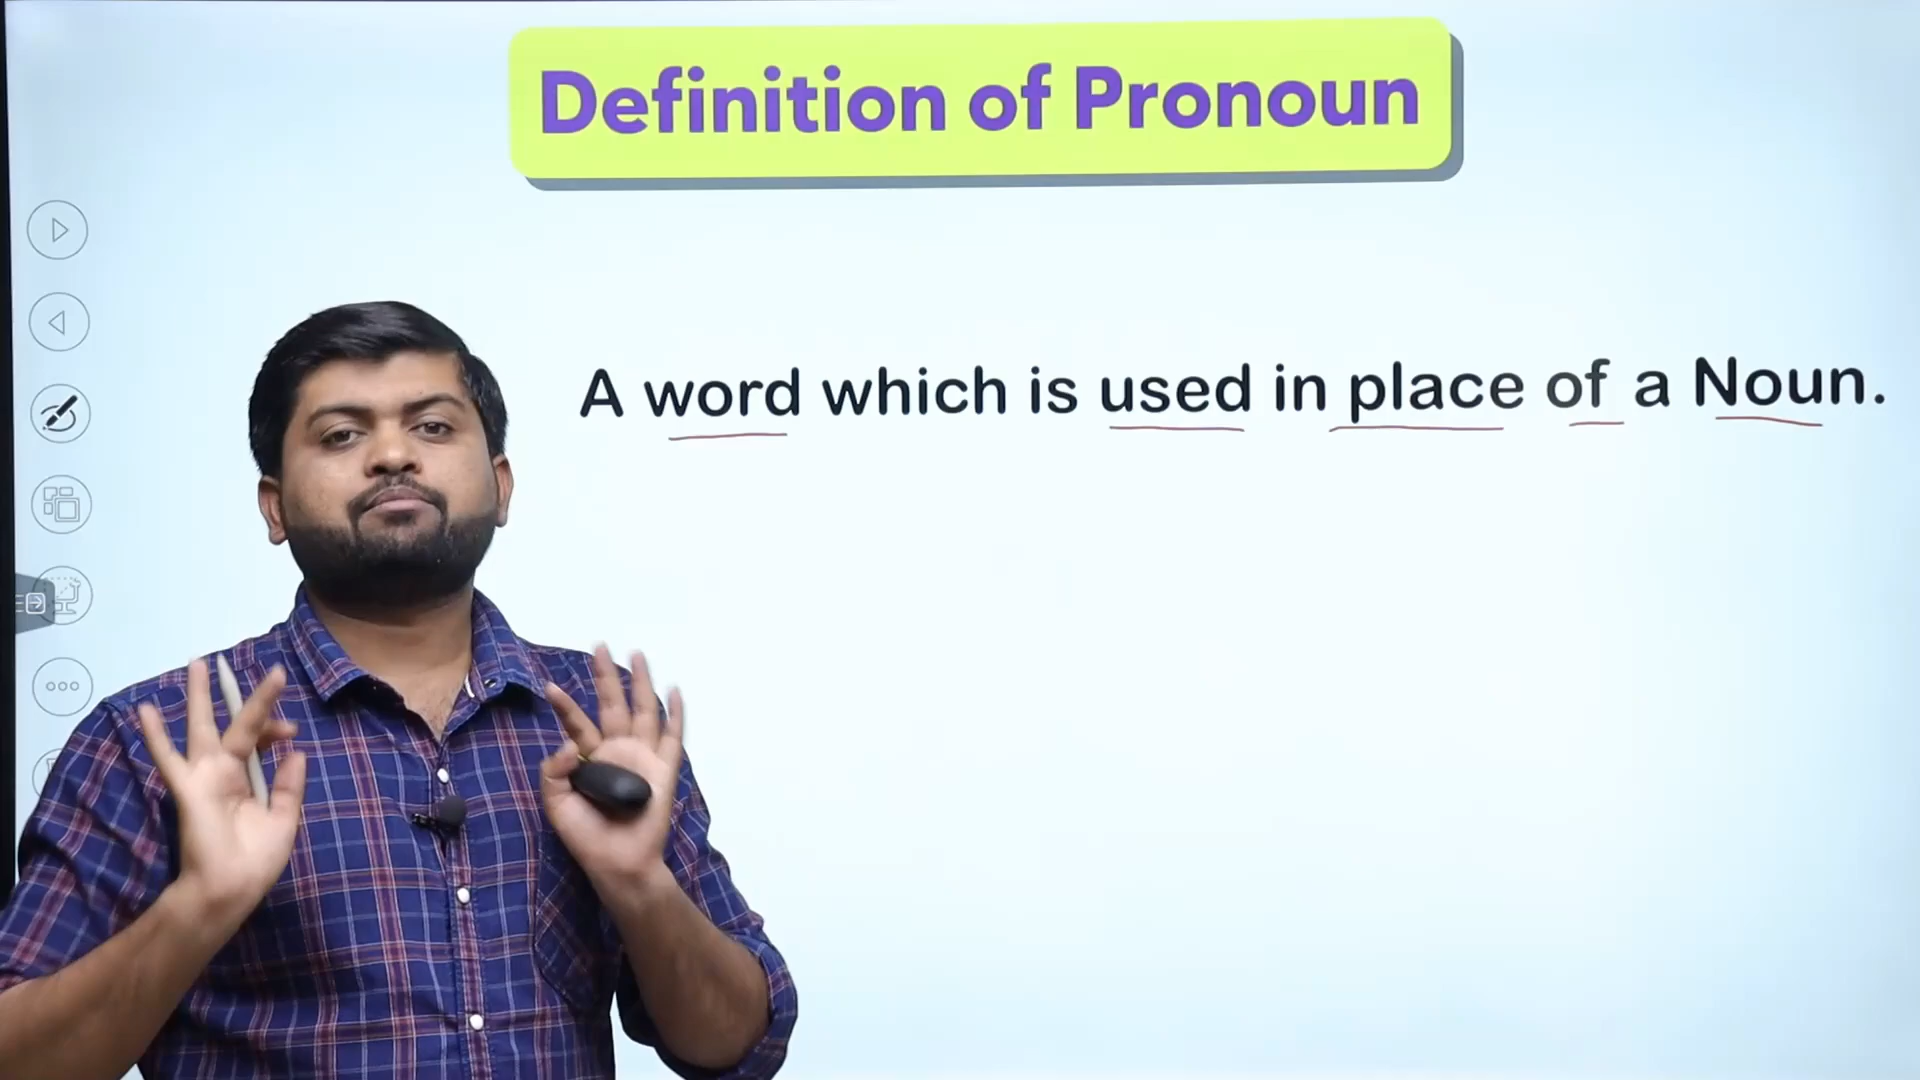 Definition of Pronoun
A word which is used in place of a Noun.